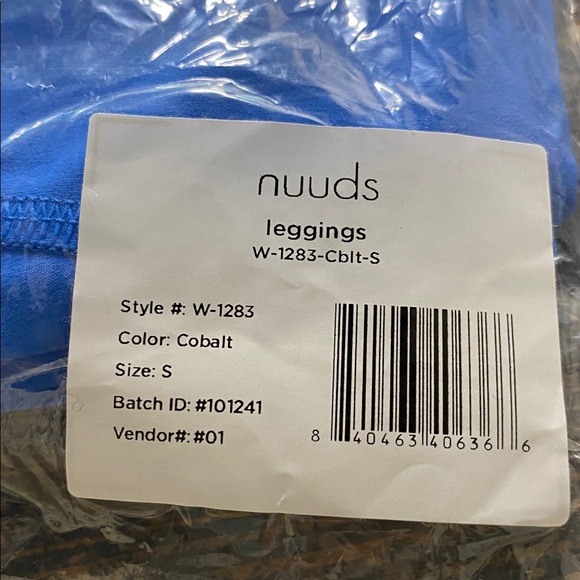 nuuds
leggings
W-1283-Cblt-S
Style #: W-1283
Color: Cobalt
Size: S
Batch ID: #101241
Vendor#: #01
8 40463 40636 6